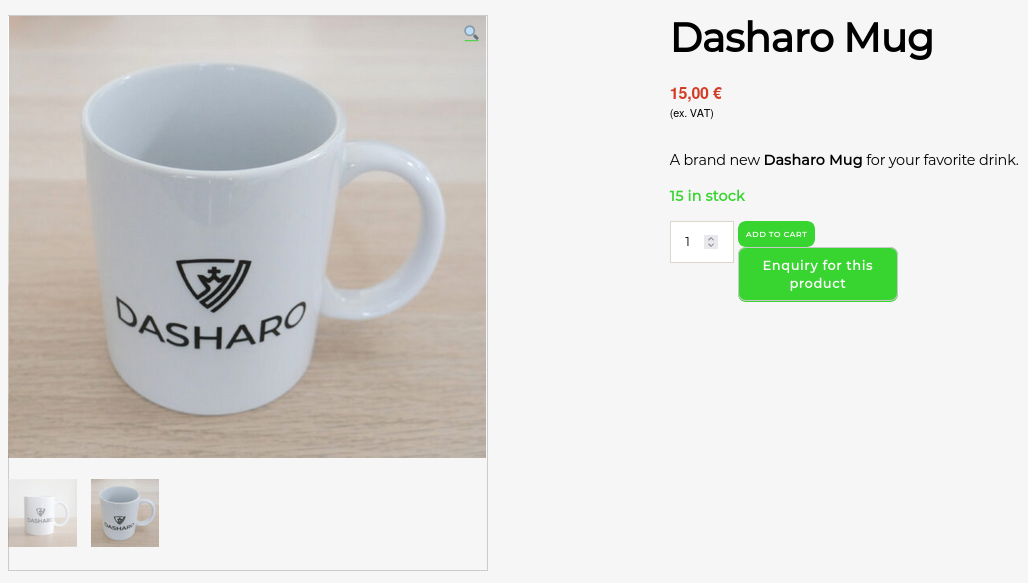 DASHARO
DASHARO
DASHARO
Dasharo Mug
15,00 €
(ex. VAT)
A brand new Dasharo Mug for your favorite drink.
15 in stock
1
ADD TO CART
Enquiry for this
product